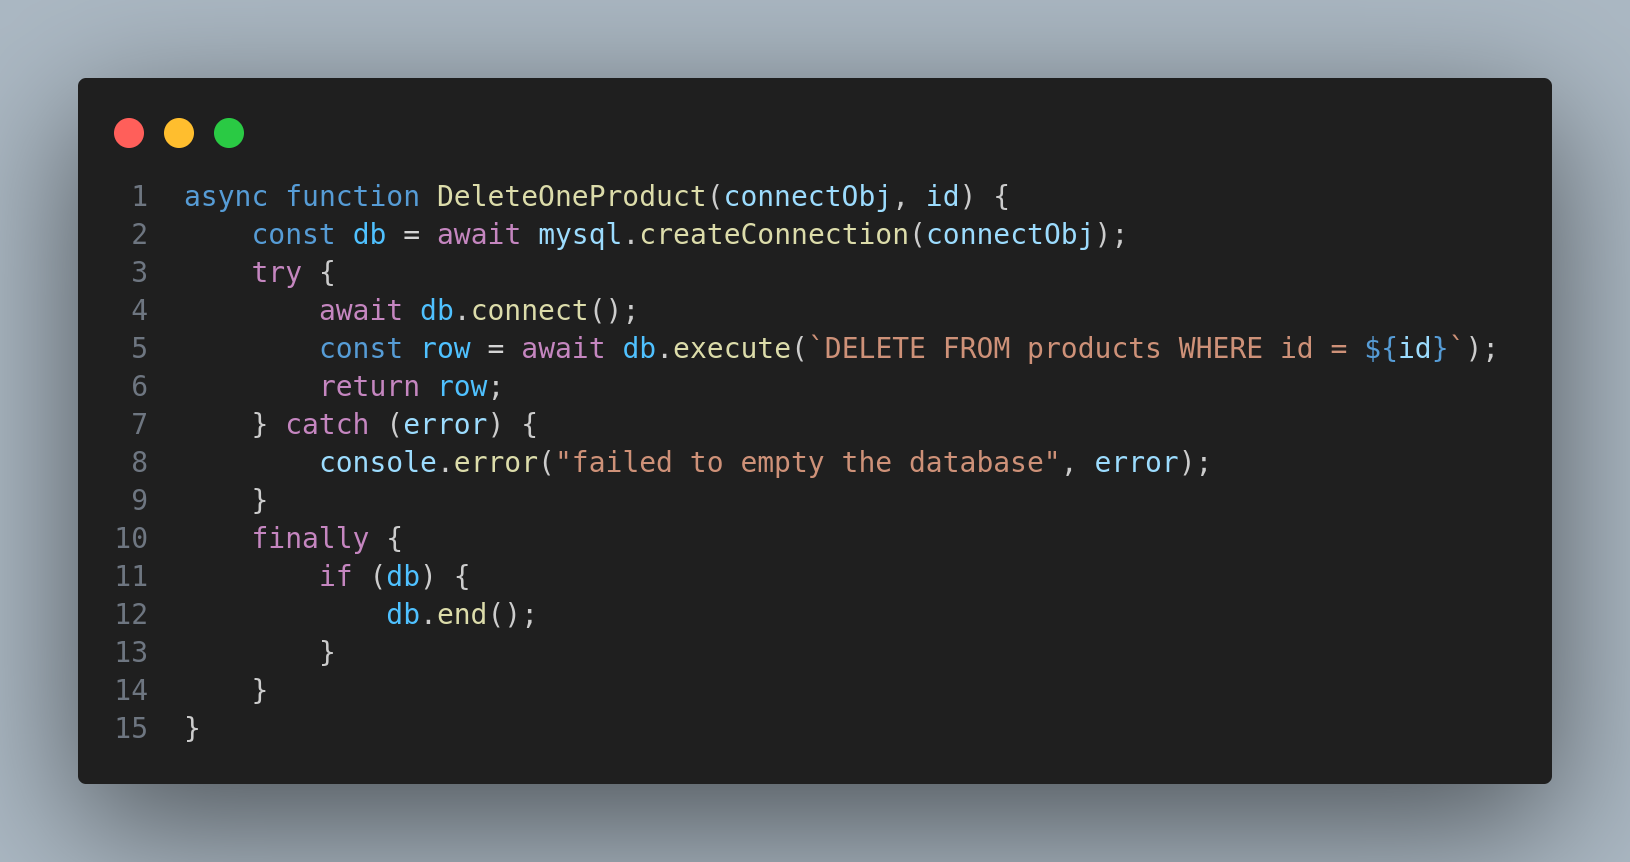 1 async function DeleteOneProduct(connectObj, id) {
2     const db = await mysql.createConnection(connectObj);
3     try {
4         await db.connect();
5         const row = await db.execute(`DELETE FROM products WHERE id = ${id}`);
6         return row;
7     } catch (error) {
8         console.error("failed to empty the database", error);
9     }
10     finally {
11         if (db) {
12             db.end();
13         }
14     }
15 }